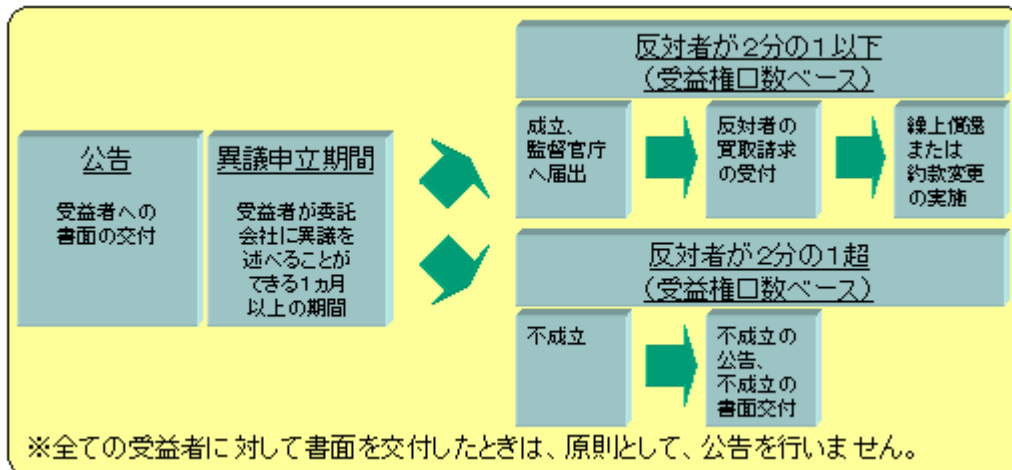 公告
受益者への
書面の交付
異議申立期間
受益者が委託
会社に異議を
述べることが
できる1ヵ月
以上の期間
反対者が2分の1以下
(受益権口数ベース)
成立、
監督官庁
へ届出
反対者の
買取請求
の受付
繰上償還
または
約款変更
の実施
反対者が2分の1超
(受益権口数ベース)
不成立
不成立の
公告、
不成立の
書面交付
※全ての受益者に対して書面を交付したときは、原則として、公告を行いません。